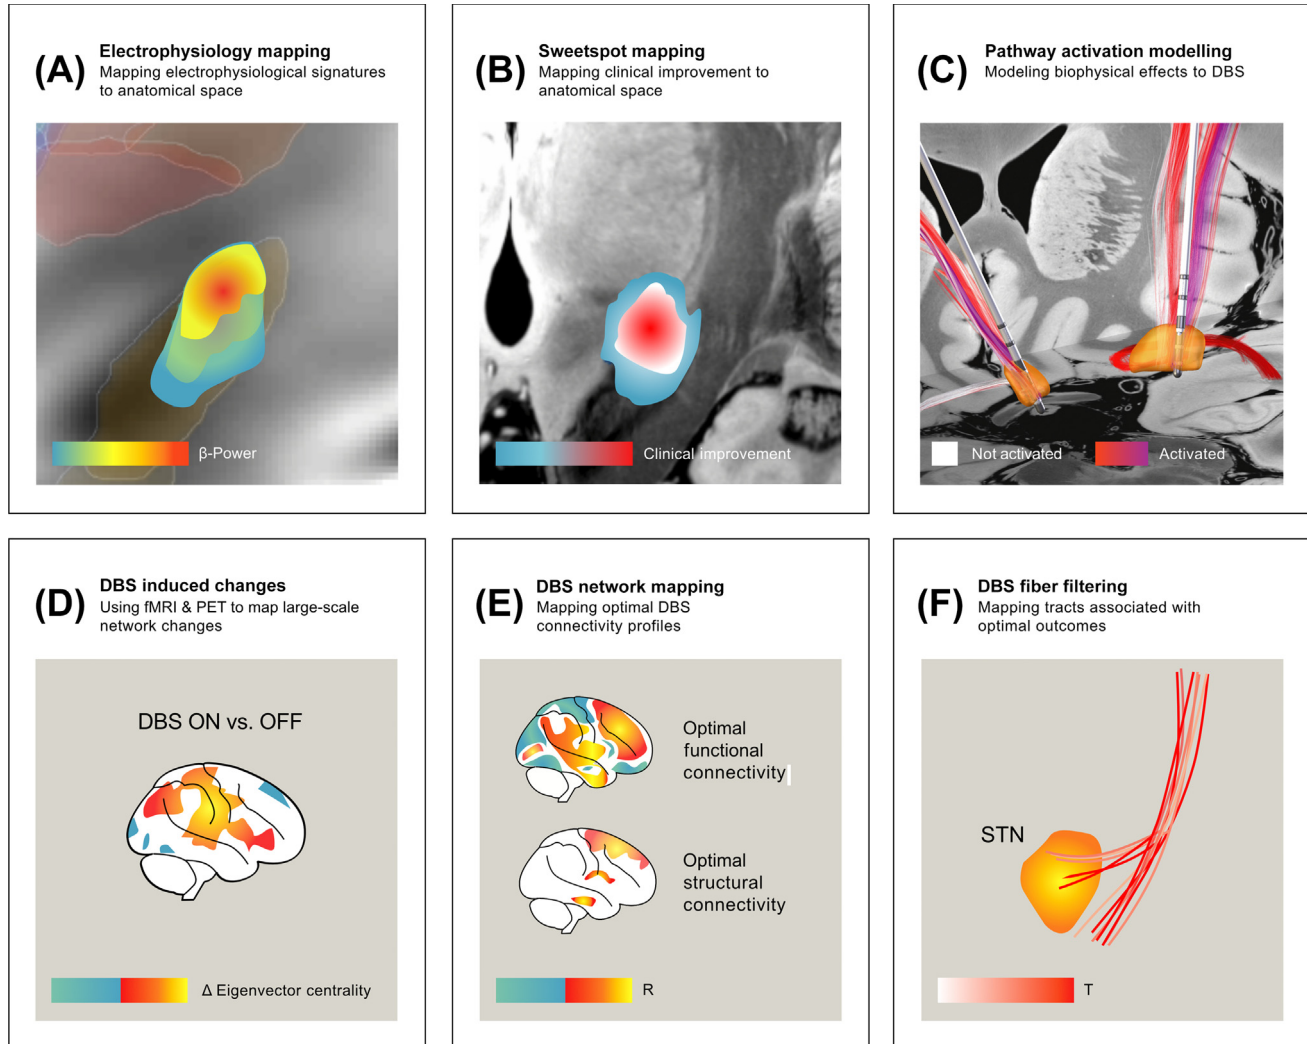 (A)
Electrophysiology mapping
Mapping electrophysiological signatures
to anatomical space
β-Power
(B)
Sweetspot mapping
Mapping clinical improvement to
anatomical space
Clinical improvement
(C)
Pathway activation modelling
Modeling biophysical effects to DBS
Not activated
Activated
(D)
DBS induced changes
Using fMRI & PET to map large-scale
network changes
DBS ON vs. OFF
Δ Eigenvector centrality
(E)
DBS network mapping
Mapping optimal DBS
connectivity profiles
Optimal
functional
connectivity
Optimal
structural
connectivity
R
(F)
DBS fiber filtering
Mapping tracts associated with
optimal outcomes
STN
T